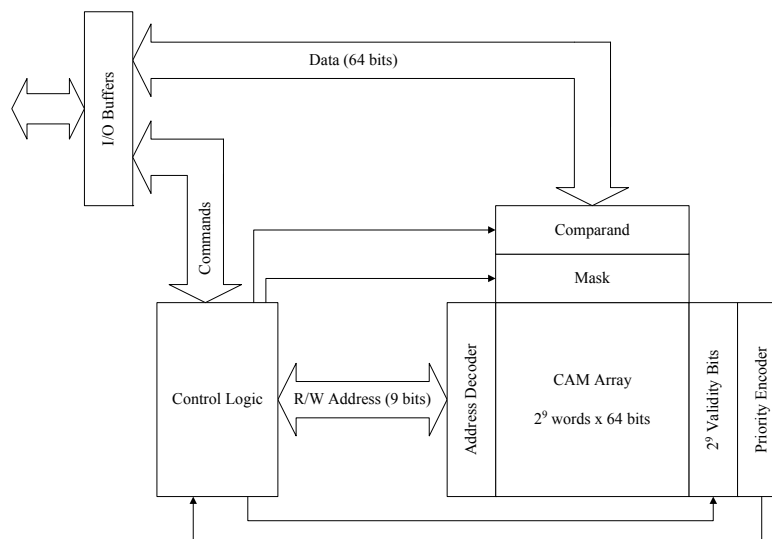 Data (64 bits)
I/O Buffers
Commands
Comparand
Mask
Control Logic
R/W Address (9 bits)
Address Decoder
CAM Array
2⁹ words x 64 bits
2⁹ Validity Bits
Priority Encoder